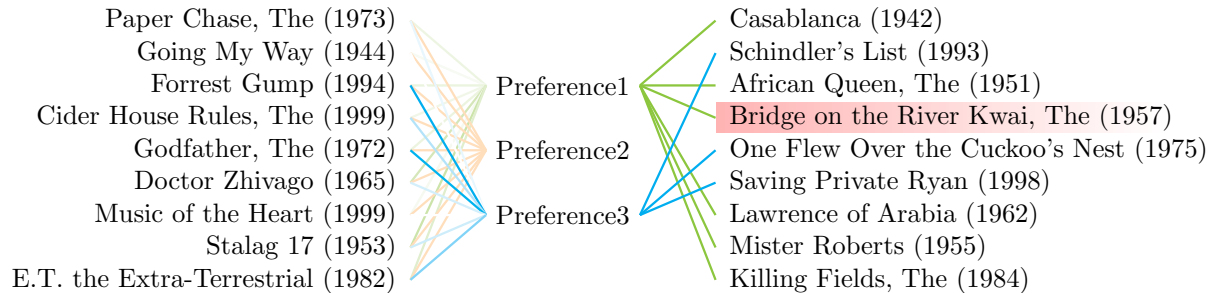 Paper Chase, The (1973)
Going My Way (1944)
Forrest Gump (1994)
Cider House Rules, The (1999)
Godfather, The (1972)
Doctor Zhivago (1965)
Music of the Heart (1999)
Stalag 17 (1953)
E.T. the Extra-Terrestrial (1982)
Preference1
Preference2
Preference3
Casablanca (1942)
Schindler's List (1993)
African Queen, The (1951)
Bridge on the River Kwai, The (1957)
One Flew Over the Cuckoo's Nest (1975)
Saving Private Ryan (1998)
Lawrence of Arabia (1962)
Mister Roberts (1955)
Killing Fields, The (1984)